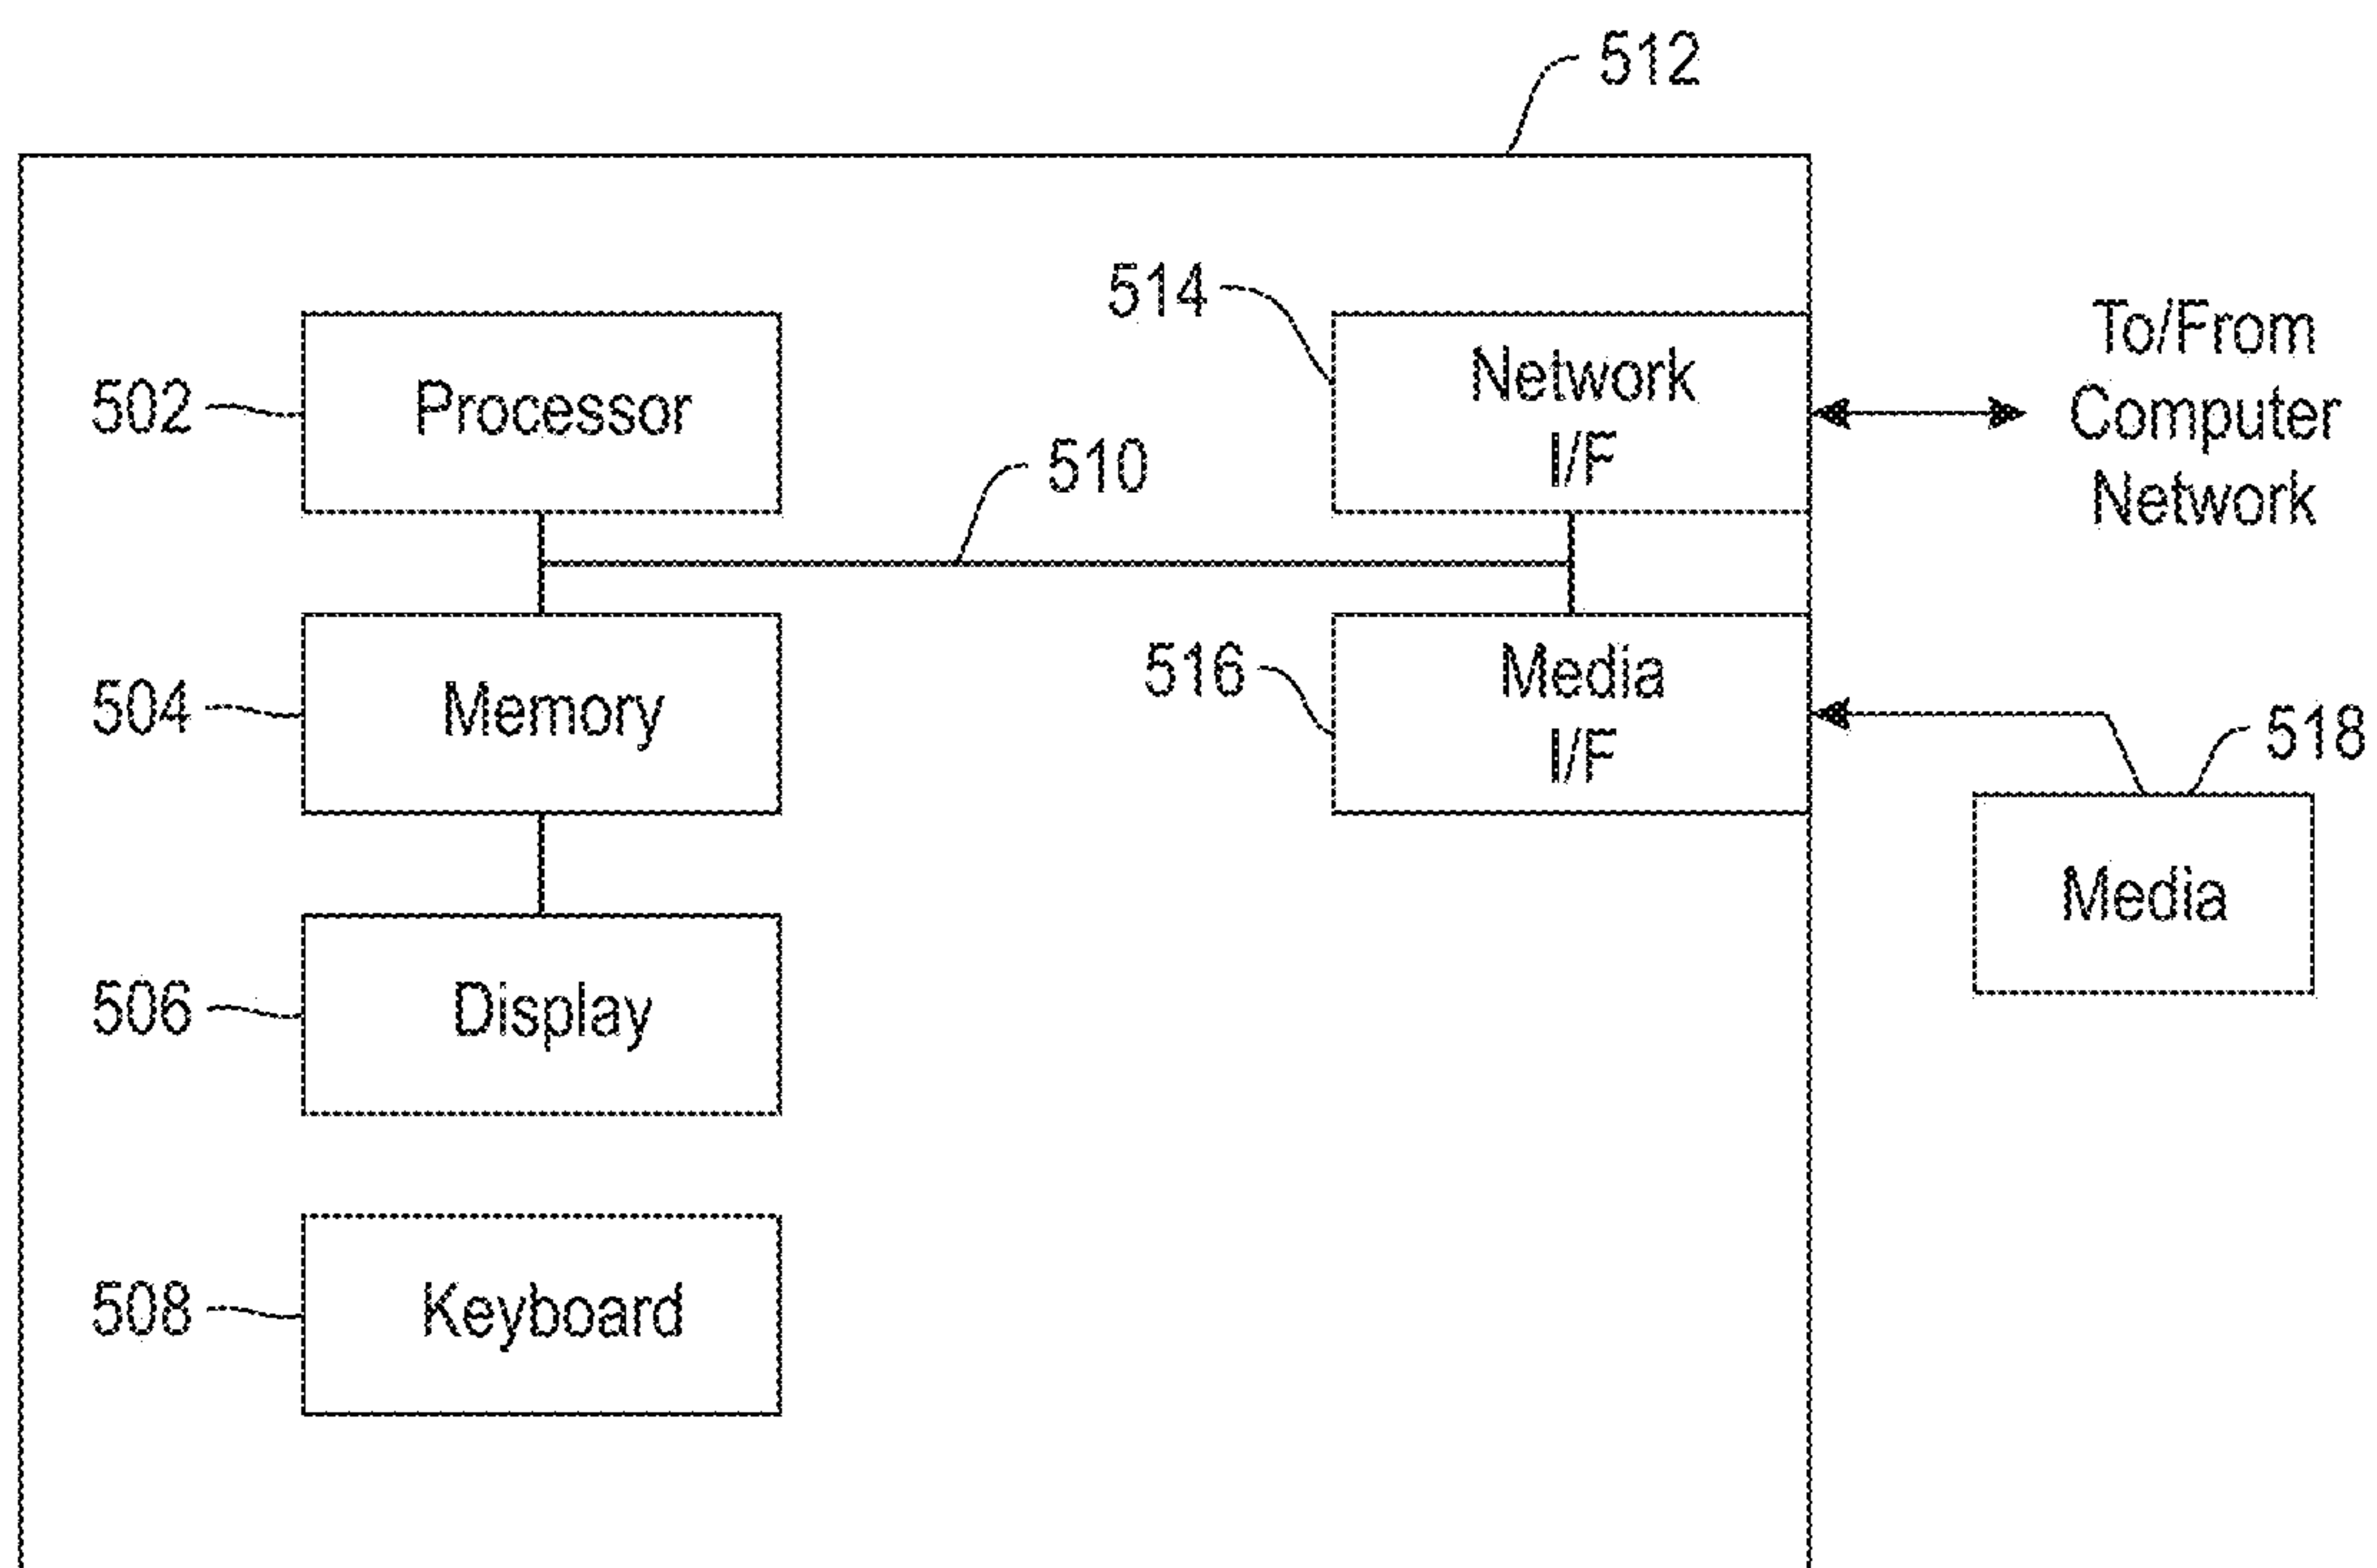 512
514
Network
I/F
To/From
Computer
Network
502
Processor
510
516
Media
I/F
504
Memory
518
Media
506
Display
508
Keyboard